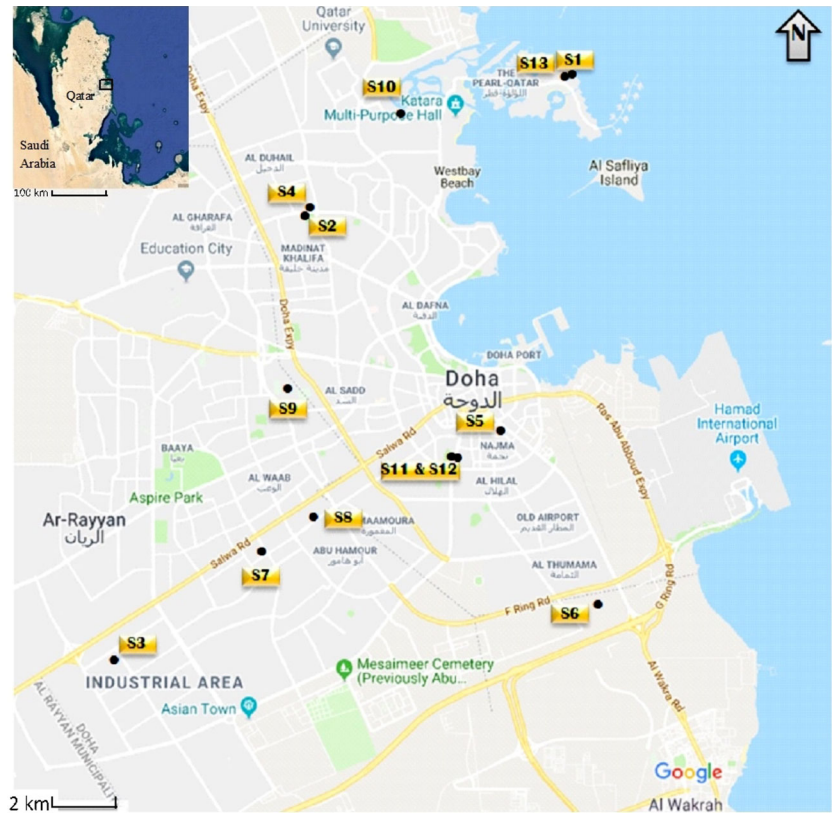 Qatar
University
Qatar
Saudi
Arabia
100 km
N
S13
S1
THE
PEARL-QATAR
اللؤلؤة-قطر
S10
Katara
Multi-Purpose Hall
Doha Expy
AL DUHAIL
الدحيل
Westbay
Beach
Al Safliya
Island
S4
S2
AL GHARAFA
الغرافة
Education City
MADINAT
KHALIFA
مدينة خليفة
Doha Expy
AL DAFNA
الدفنة
DOHA PORT
Doha
الدوحة
AL SADD
السد
S9
S5
Salwa Rd
NAJMA
نجمة
Ras Abu Abboud Expy
Hamad
International
Airport
BAAYA
بعيا
S11 & S12
AL WAAB
الوعب
AL HILAL
الهلال
Aspire Park
Ar-Rayyan
الريان
S8
MAAMOURA
المعمورة
OLD AIRPORT
المطار القديم
Salwa Rd
ABU HAMOUR
أبو هامور
S7
AL THUMAMA
الثمامة
F Ring Rd
S6
G Ring Rd
S3
INDUSTRIAL AREA
Mesaimeer Cemetery
(Previously Abu...
Asian Town
Al Wakra Rd
AL RAYYAN MUNICIPALI
DOHA
Google
2 km
Al Wakrah